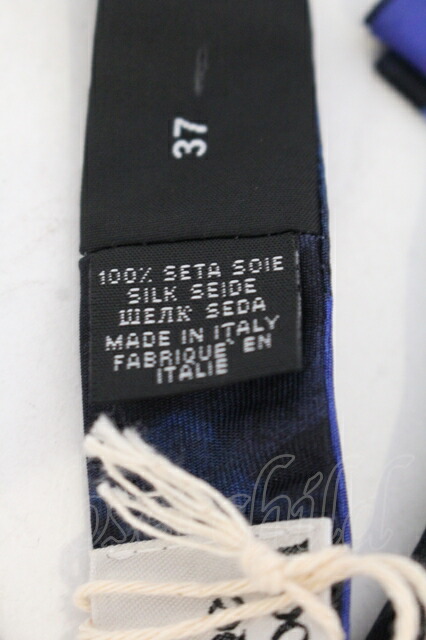 37
100% SETA SOIE
SILK SEIDE
ШЕЛК SEDA
MADE IN ITALY
FABRIQUE' EN
ITALIE